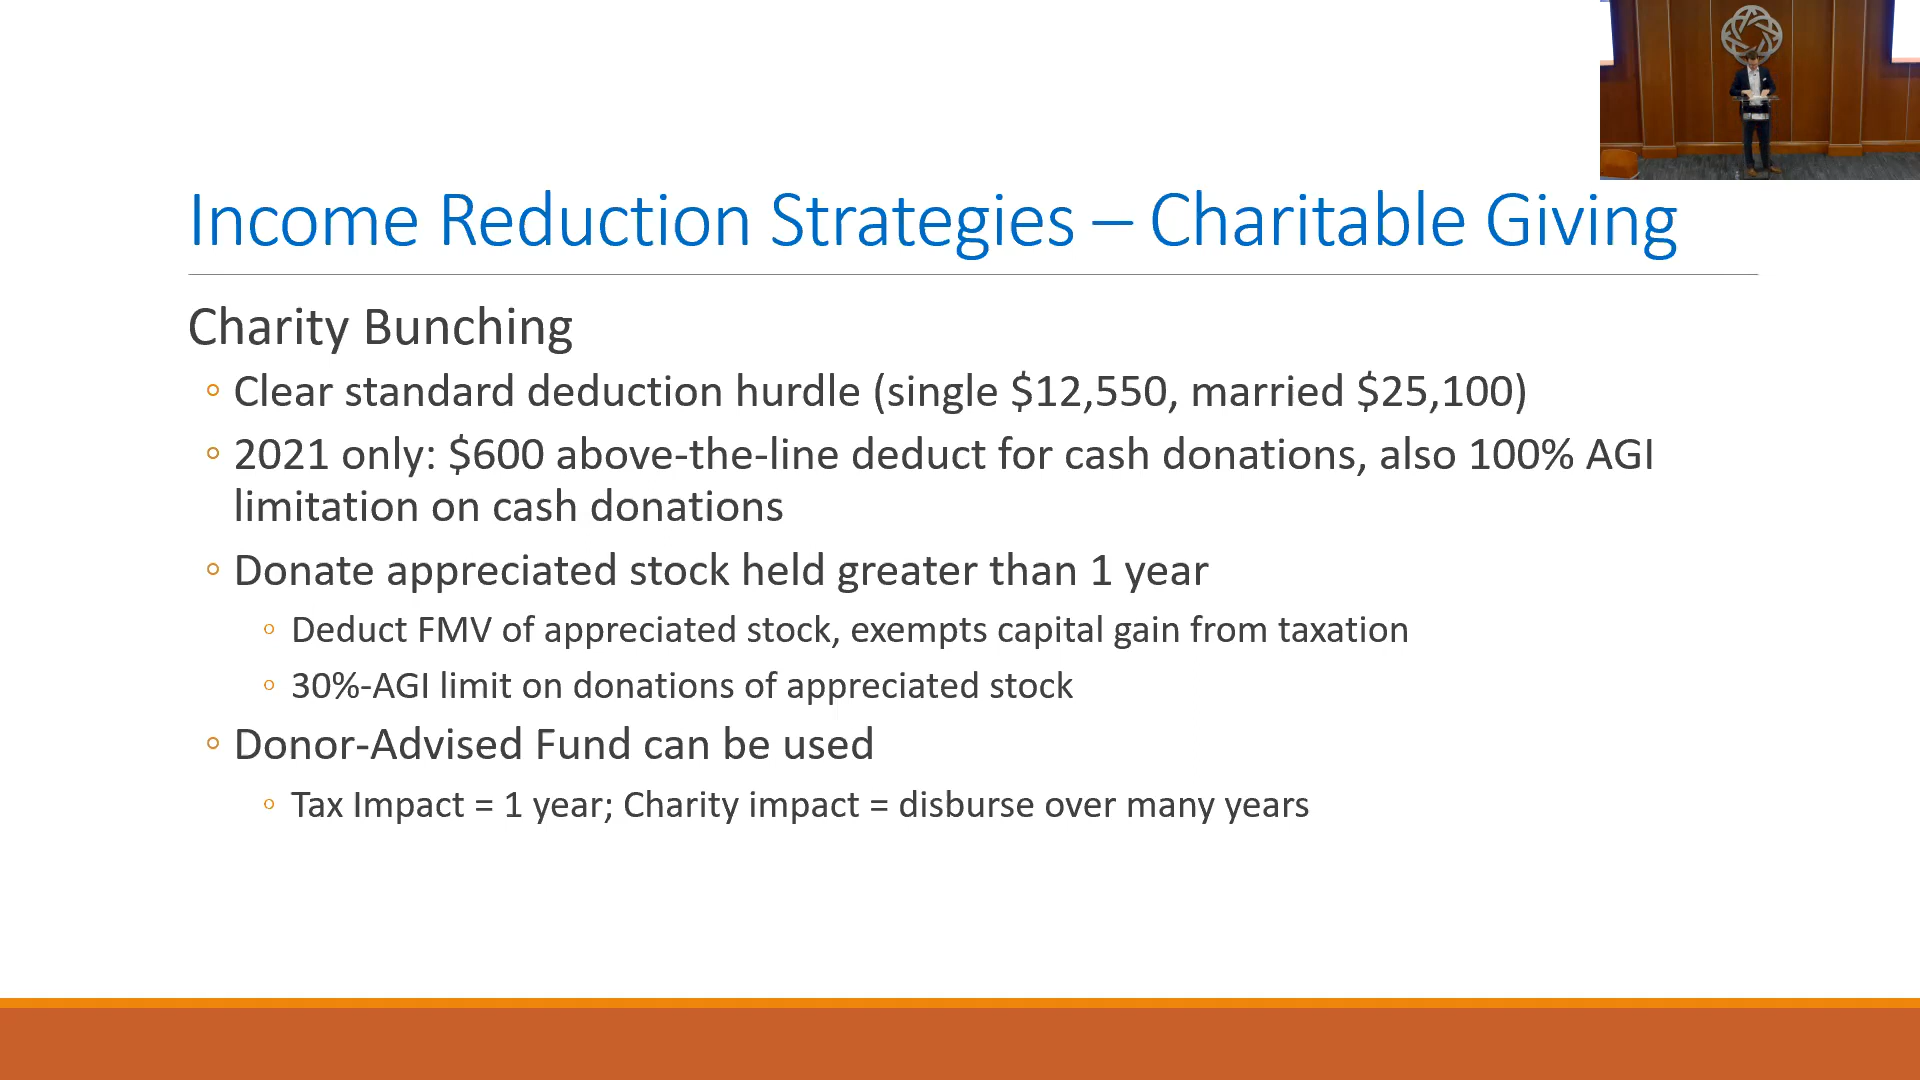 Income Reduction Strategies – Charitable Giving
Charity Bunching
◦ Clear standard deduction hurdle (single $12,550, married $25,100)
◦ 2021 only: $600 above-the-line deduct for cash donations, also 100% AGI
limitation on cash donations
◦ Donate appreciated stock held greater than 1 year
◦ Deduct FMV of appreciated stock, exempts capital gain from taxation
◦ 30%-AGI limit on donations of appreciated stock
◦ Donor-Advised Fund can be used
◦ Tax Impact = 1 year; Charity impact = disburse over many years